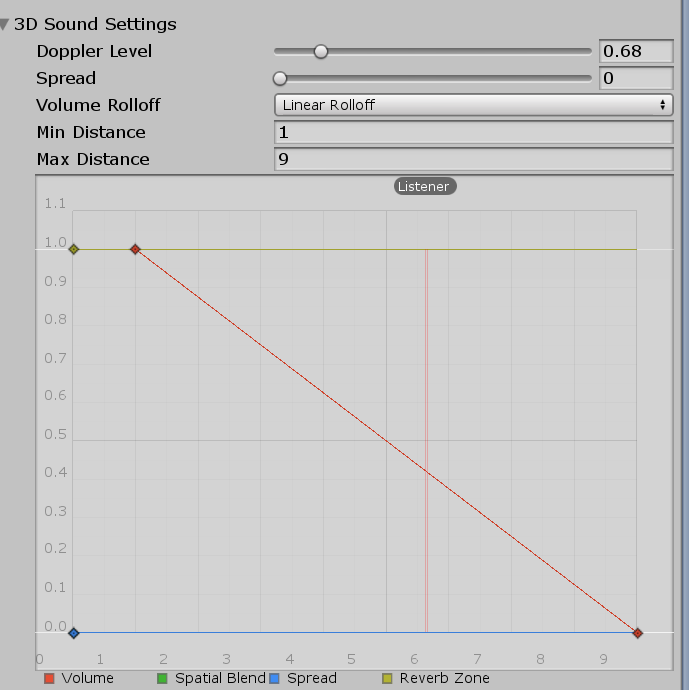 3D Sound Settings
Doppler Level 0.68
Spread 0
Volume Rolloff Linear Rolloff
Min Distance 1
Max Distance 9
Listener
1.1
1.0
0.9
0.8
0.7
0.6
0.5
0.4
0.3
0.2
0.1
0.0
0 1 2 3 4 5 6 7 8 9
Volume Spatial Blend Spread Reverb Zone